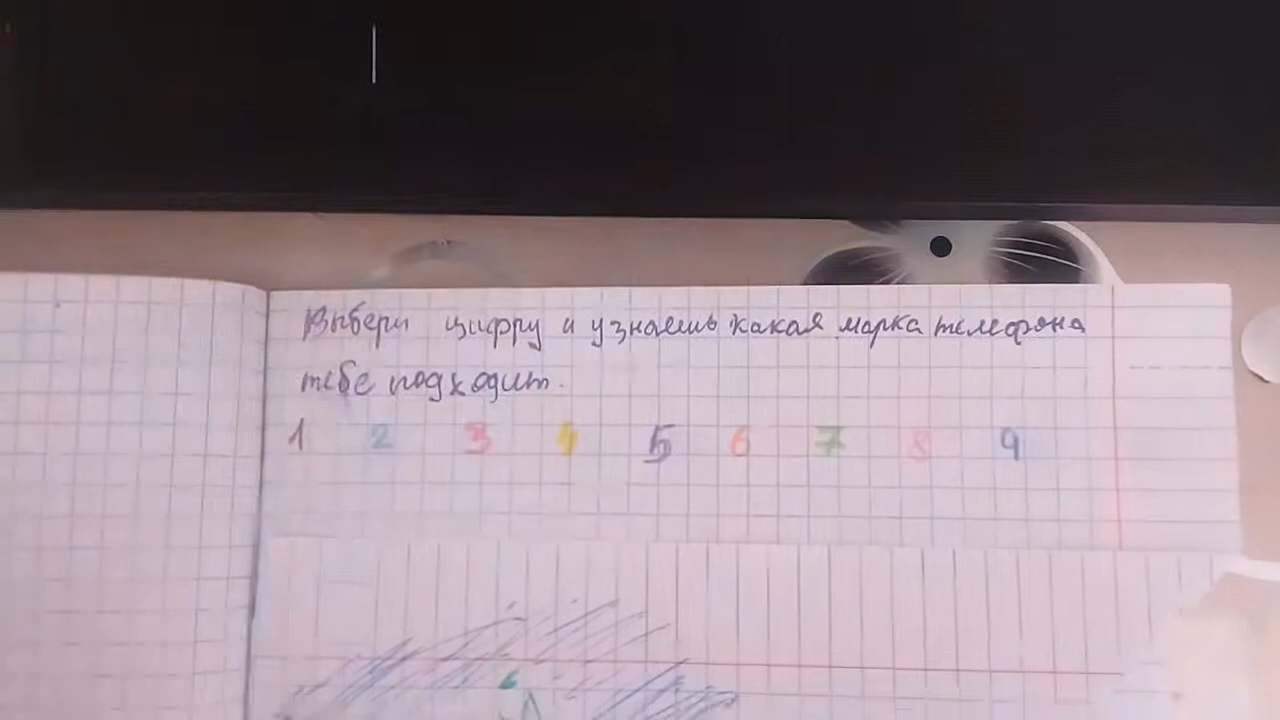 Выбери цифру и узнаешь какая марка телефона
тебе подходит.
1 2 3 4 5 6 7 8 9